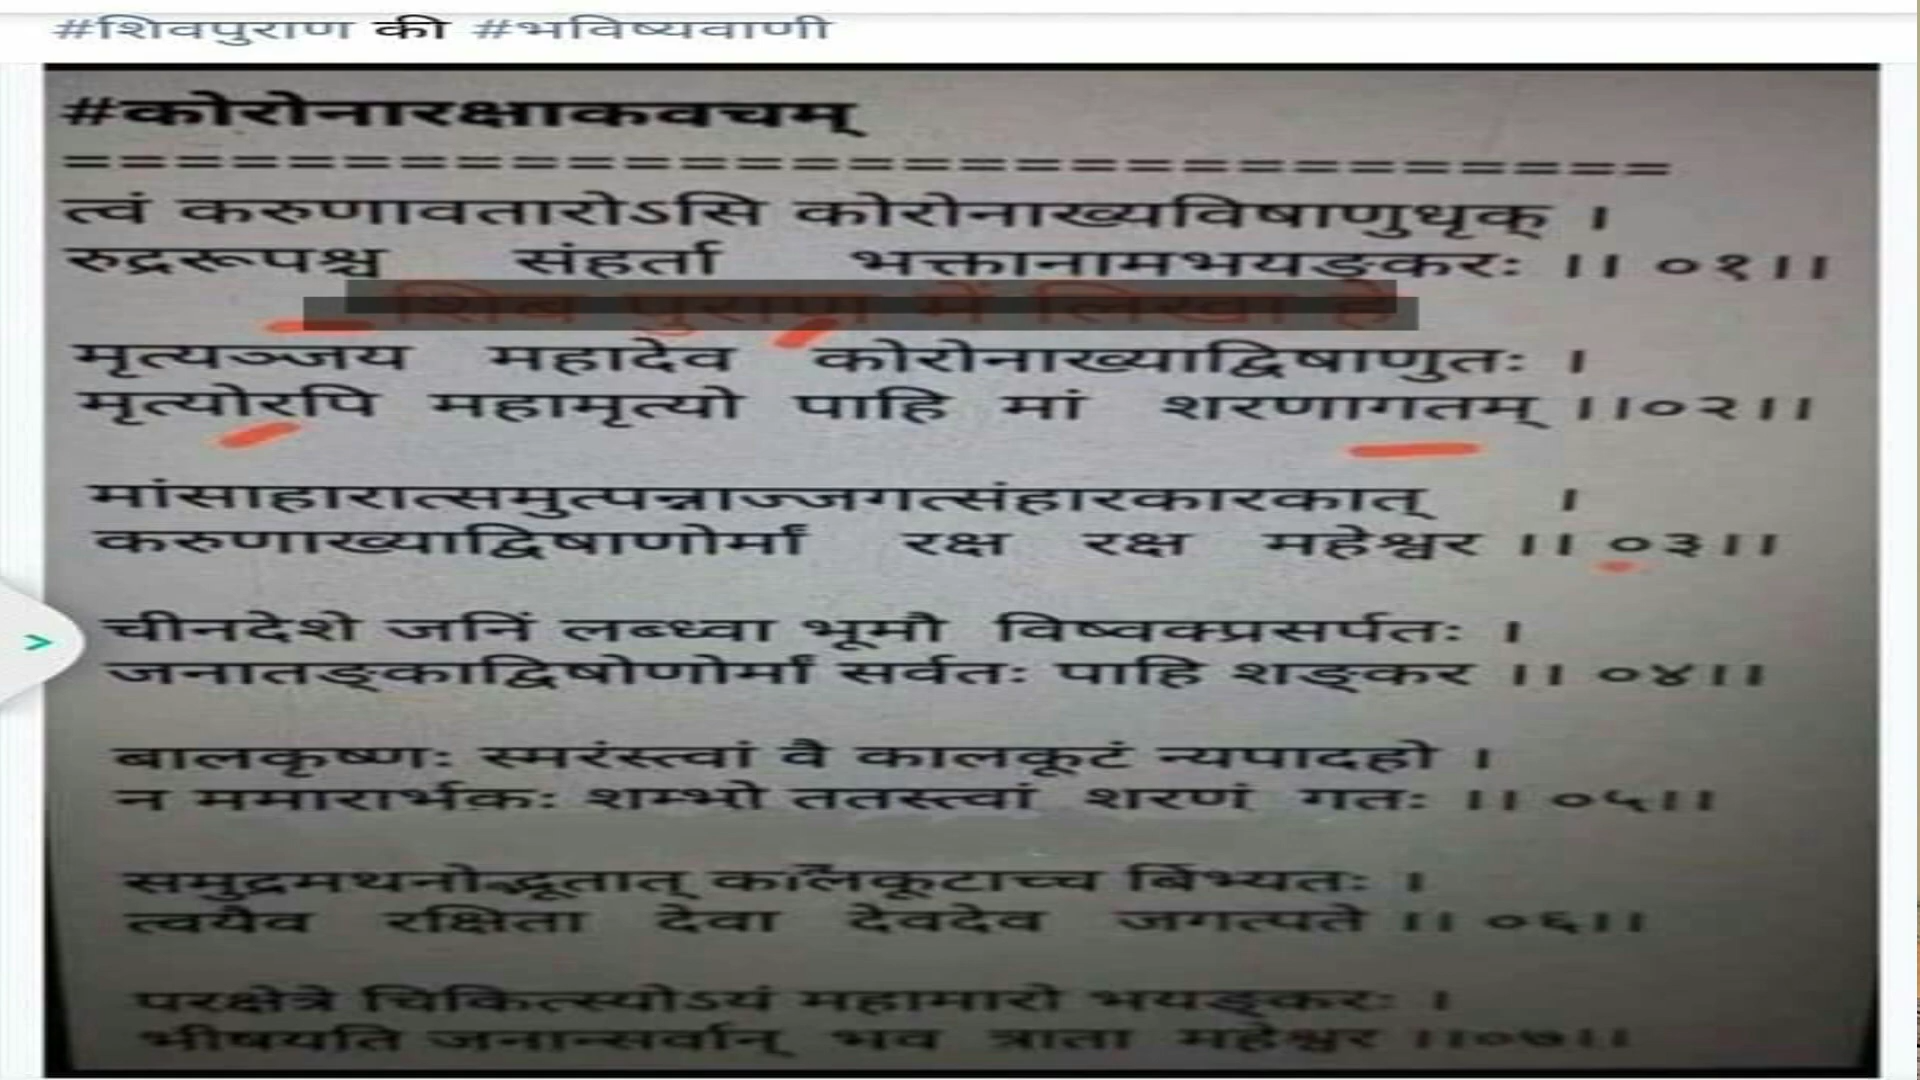 #शिवपुराण की #भविष्यवाणी
#कोरोनारक्षाकवचम्
त्वं करुणावतारोऽसि कोरोनाख्यविषाणुधृक् ।
रुद्ररूपश्च संहर्ता भक्तानामभयङ्करः ।। ०१।।
शिव पुराण में लिखा है
मृत्यञ्जय महादेव कोरोनाख्याद्विषाणुतः ।
मृत्योरपि महामृत्यो पाहि मां शरणागतम् ।।०२।।
मांसाहारात्समुत्पन्नाज्जगत्संहारकारकात् ।
करुणाख्याद्विषाणोर्मां रक्ष रक्ष महेश्वर ।। ०३।।
चीनदेशे जनिं लब्ध्वा भूमौ विष्वक्प्रसर्पतः ।
जनातङ्काद्विषोणोर्मां सर्वतः पाहि शङ्कर ।। ०४।।
बालकृष्णः स्मरंस्त्वां वै कालकूटं न्यपादहो ।
न ममारार्भकः शम्भो ततस्त्वां शरणं गतः ।। ०५।।
समुद्रमथनोद्भूतात् कालकूटाच्च बिभ्यतः ।
त्वयैव रक्षिता देवा देवदेव जगत्पते ।। ०६।।
परक्षेत्रे चिकित्स्योऽयं महामारो भयङ्करः ।
भीषयति जनान्सर्वान् भव त्राता महेश्वर ।।०७।।